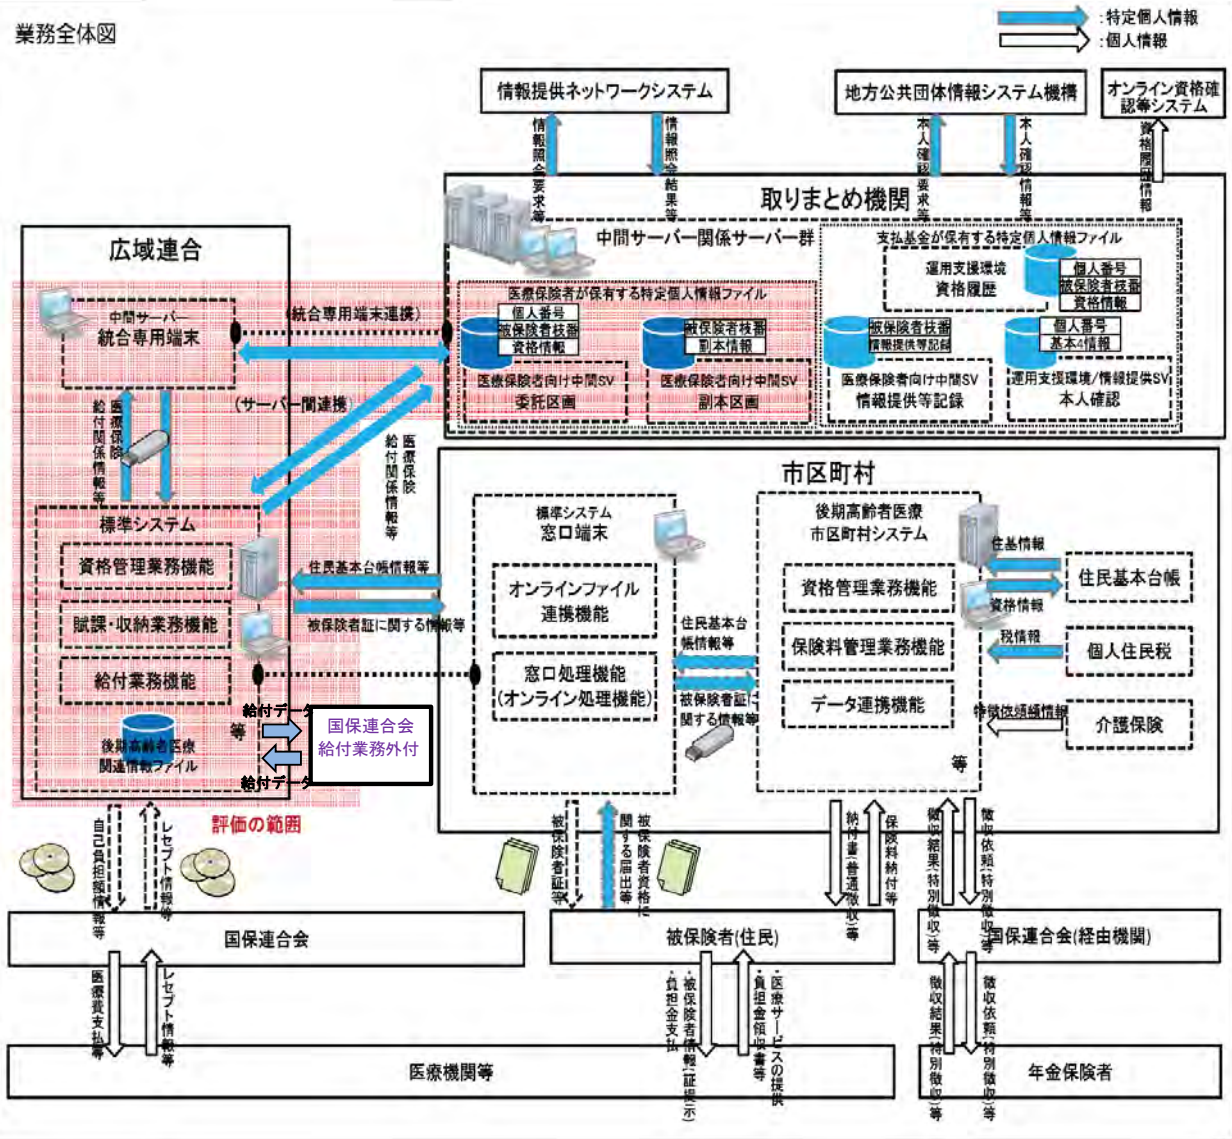 業務全体図
:特定個人情報
:個人情報
情報提供ネットワークシステム
地方公共団体情報システム機構
オンライン資格確
認等システム
情報照会要求等
情報照会結果等
本人確認要求等
本人確認情報等
資格履歴情報
取りまとめ機関
中間サーバー関係サーバー群
支払基金が保有する特定個人情報ファイル
運用支援環境
資格履歴
個人番号
被保険者枝番
資格情報
医療保険者が保有する特定個人情報ファイル
個人番号
被保険者枝番
資格情報
被保険者枝番
副本情報
被保険者枝番
情報提供等記録
個人番号
基本4情報
医療保険者向け中間SV
委託区画
医療保険者向け中間SV
副本区画
医療保険者向け中間SV
情報提供等記録
運用支援環境/情報提供SV
本人確認
広域連合
中間サーバー
統合専用端末
(統合専用端末連携)
(サーバー間連携)
医療保険
給付関係情報等
医療保険
給付関係情報等
標準システム
資格管理業務機能
賦課・収納業務機能
給付業務機能
等
後期高齢者医療
関連情報ファイル
住民基本台帳情報等
被保険者証に関する情報等
給付データ
国保連合会
給付業務外付
給付データ
評価の範囲
市区町村
標準システム
窓口端末
オンラインファイル
連携機能
窓口処理機能
(オンライン処理機能)
住民基本台
帳情報等
被保険者証に
関する情報等
後期高齢者医療
市区町村システム
資格管理業務機能
保険料管理業務機能
データ連携機能
等
住基情報
資格情報
住民基本台帳
税情報
個人住民税
特徴依頼情報
介護保険
自己負担額情報等
レセプト情報等
被保険者証等
被保険者資格に
関する届出等
納付書(普通徴収)等
保険料納付等
徴収結果(特別徴収)等
徴収依頼(特別徴収)等
国保連合会
被保険者(住民)
国保連合会(経由機関)
医療費支払等
レセプト情報等
・被保険者情報(証提示)
・負担金支払
・医療サービスの提供
・負担金領収書等
徴収結果(特別徴収)等
徴収依頼(特別徴収)等
医療機関等
年金保険者